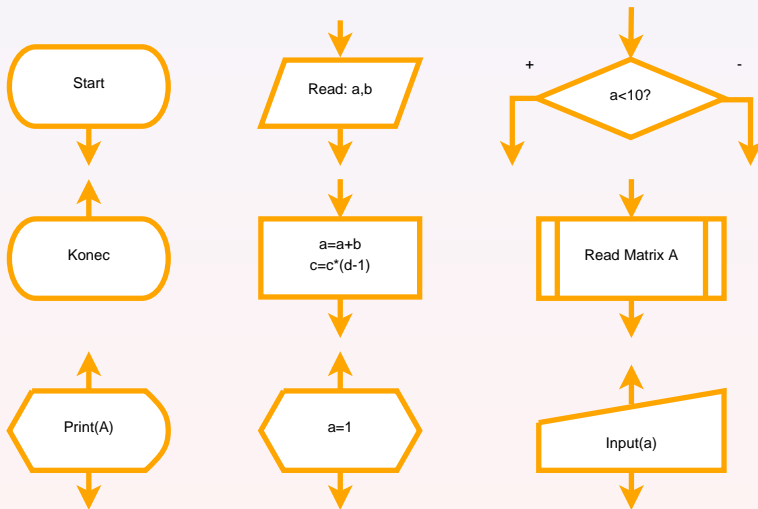 Start
Read: a,b
+
a<10?
-
Konec
a=a+b
c=c*(d-1)
Read Matrix A
Print(A)
a=1
Input(a)